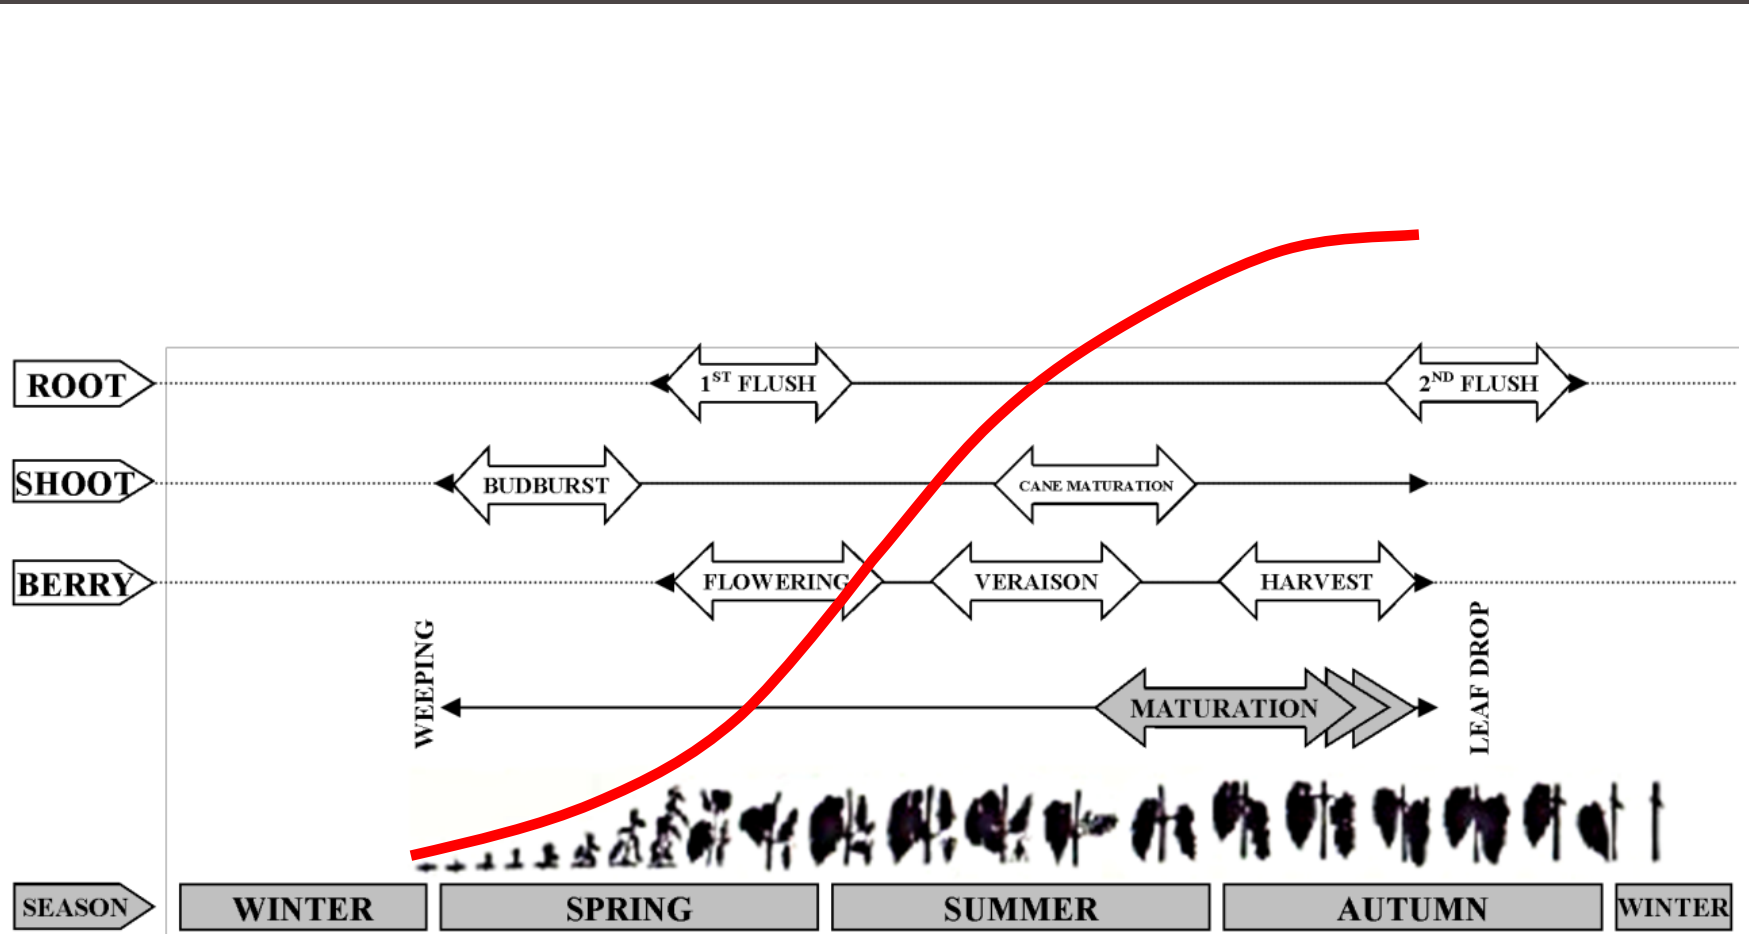 ROOT
1ST FLUSH
2ND FLUSH
SHOOT
BUDBURST
CANE MATURATION
BERRY
FLOWERING
VERAISON
HARVEST
WEEPING
MATURATION
LEAF DROP
SEASON
WINTER
SPRING
SUMMER
AUTUMN
WINTER